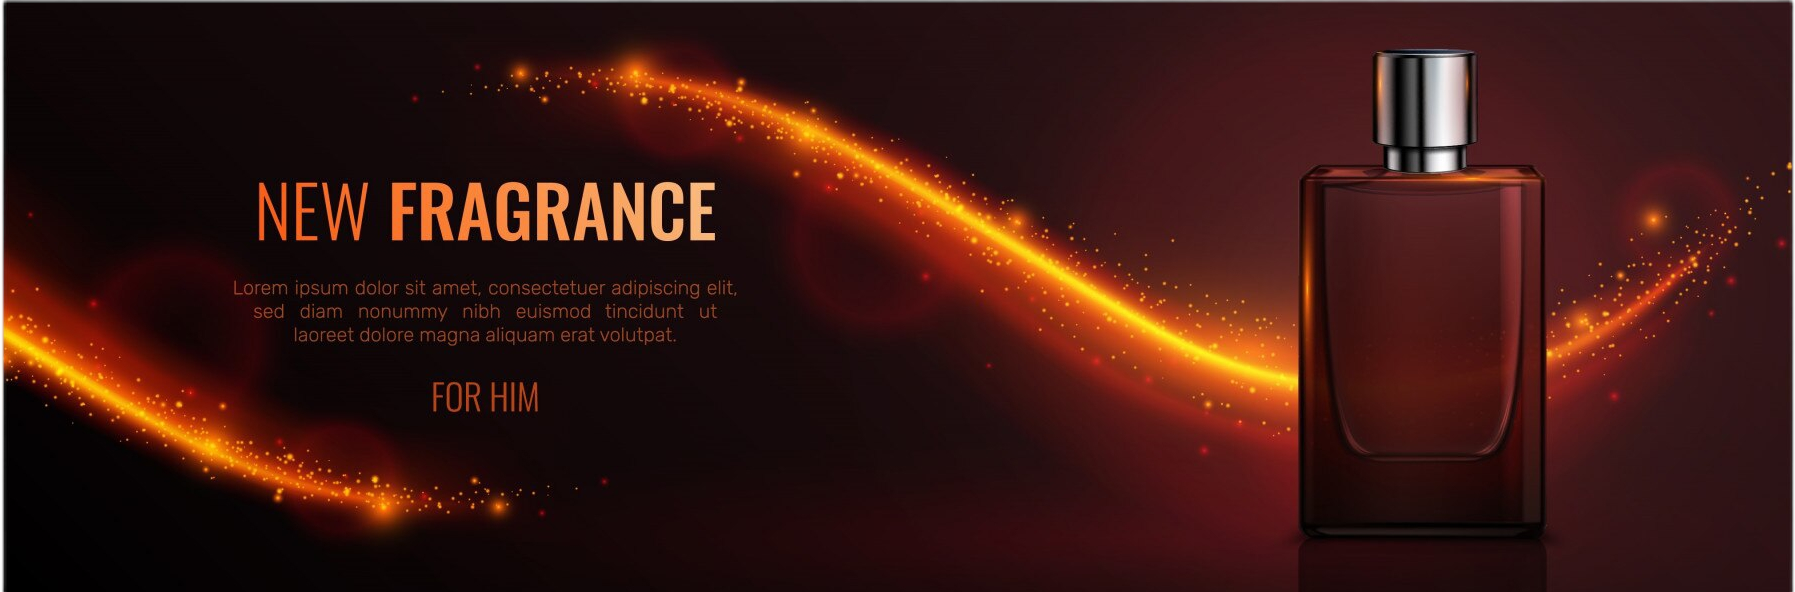 NEW FRAGRANCE
Lorem ipsum dolor sit amet, consectetuer adipiscing elit,
sed diam nonummy nibh euismod tincidunt ut
laoreet dolore magna aliquam erat volutpat.
FOR HIM